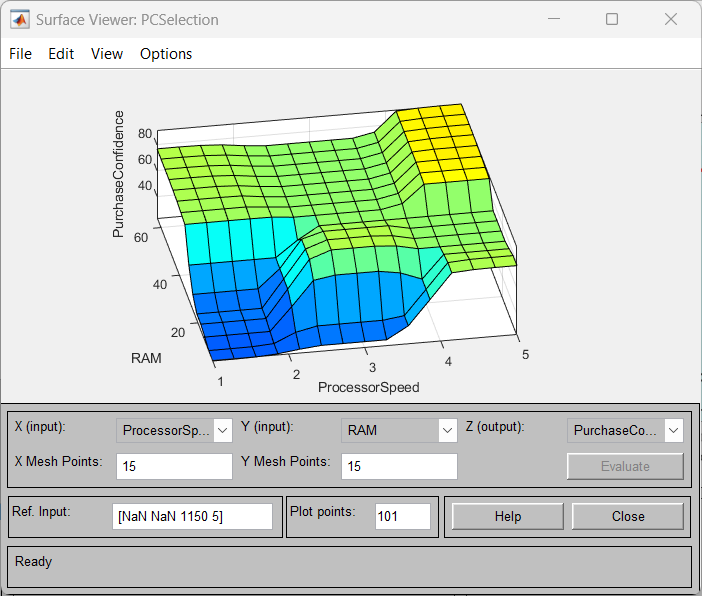 Surface Viewer: PCSelection
File Edit View Options
PurchaseConfidence
80
60
40
60
40
20
RAM
1
2
3
4
5
ProcessorSpeed
X (input): ProcessorSp... Y (input): RAM Z (output): PurchaseCo...
X Mesh Points: 15 Y Mesh Points: 15 Evaluate
Ref. Input: [NaN NaN 1150 5] Plot points: 101 Help Close
Ready